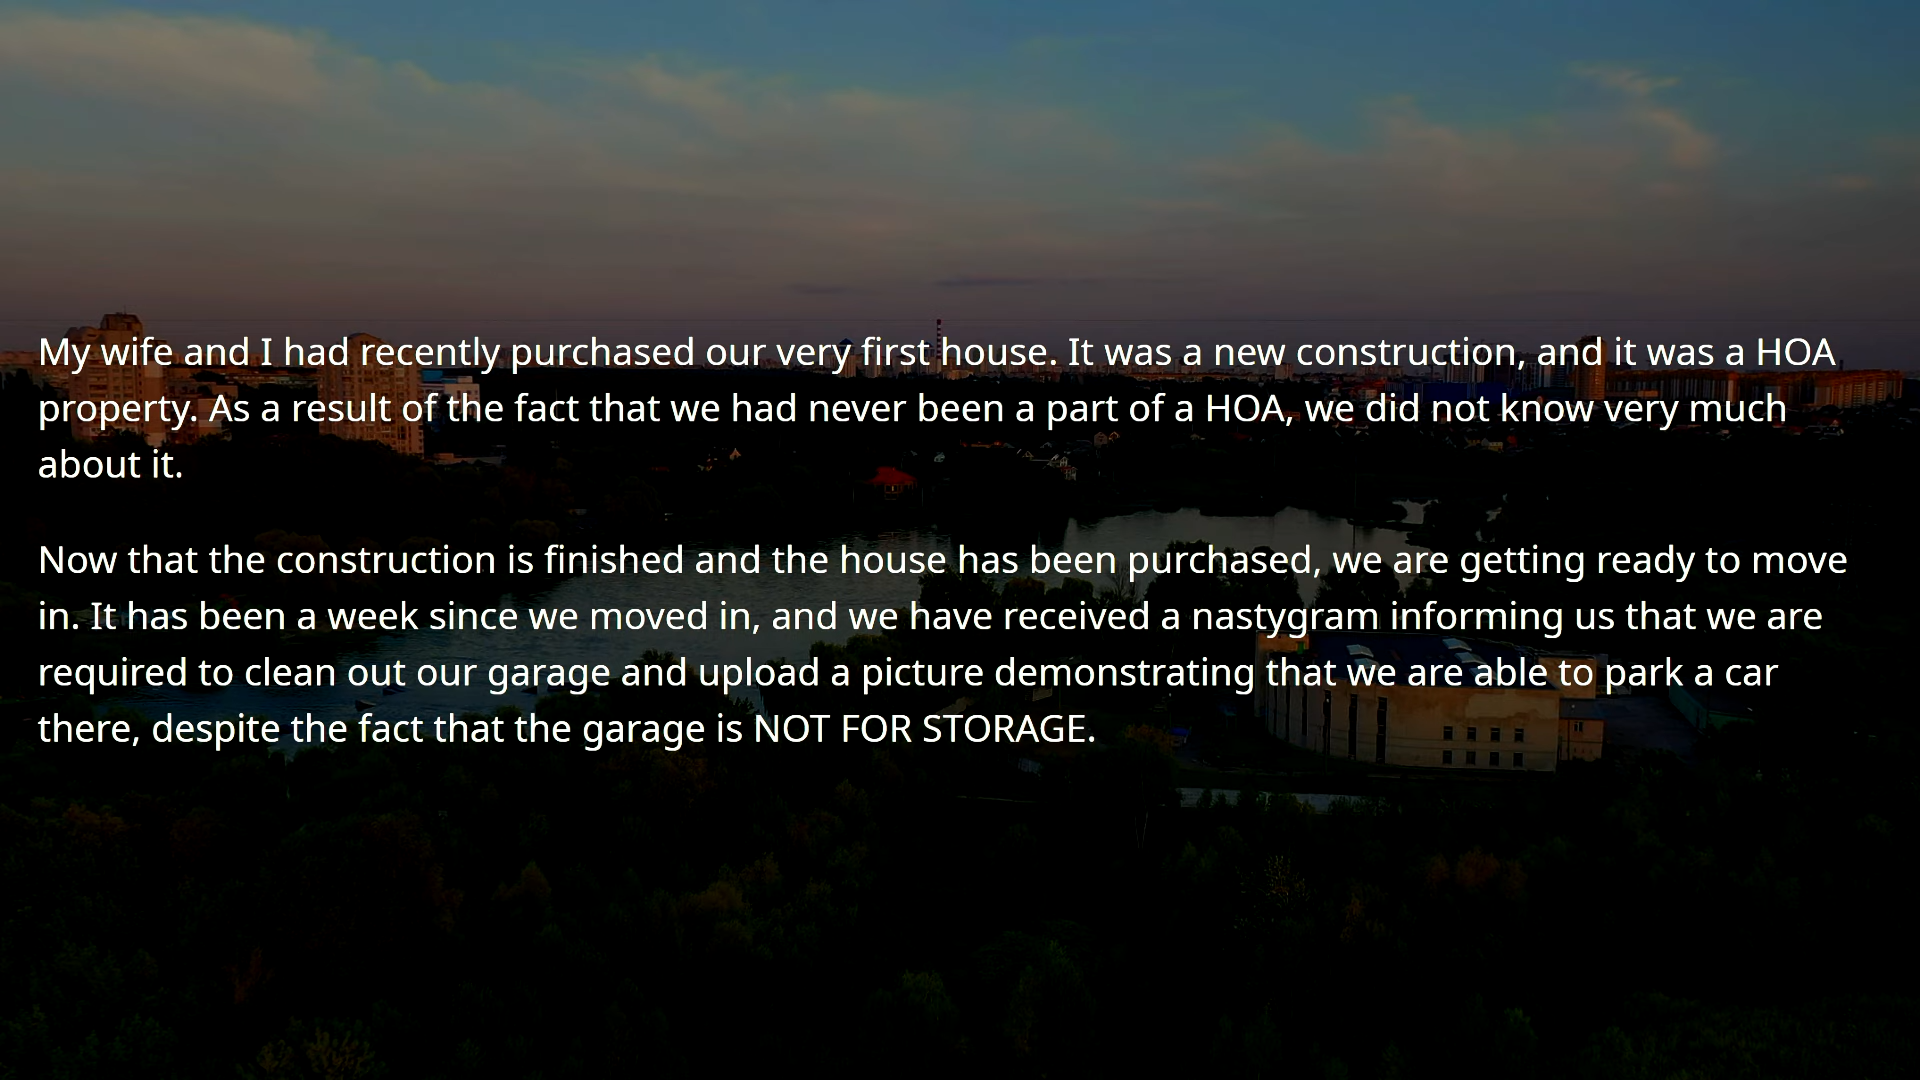 My wife and I had recently purchased our very first house. It was a new construction, and it was a HOA
property. As a result of the fact that we had never been a part of a HOA, we did not know very much
about it.
Now that the construction is finished and the house has been purchased, we are getting ready to move
in. It has been a week since we moved in, and we have received a nastygram informing us that we are
required to clean out our garage and upload a picture demonstrating that we are able to park a car
there, despite the fact that the garage is NOT FOR STORAGE.